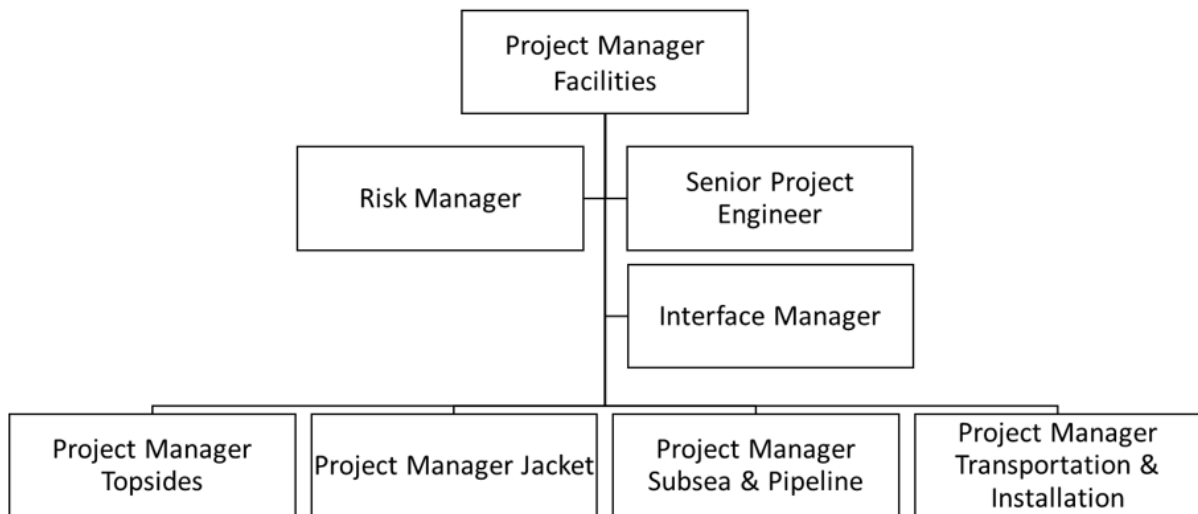 Project Manager
Facilities
Risk Manager
Senior Project
Engineer
Interface Manager
Project Manager
Topsides
Project Manager Jacket
Project Manager
Subsea & Pipeline
Project Manager
Transportation &
Installation